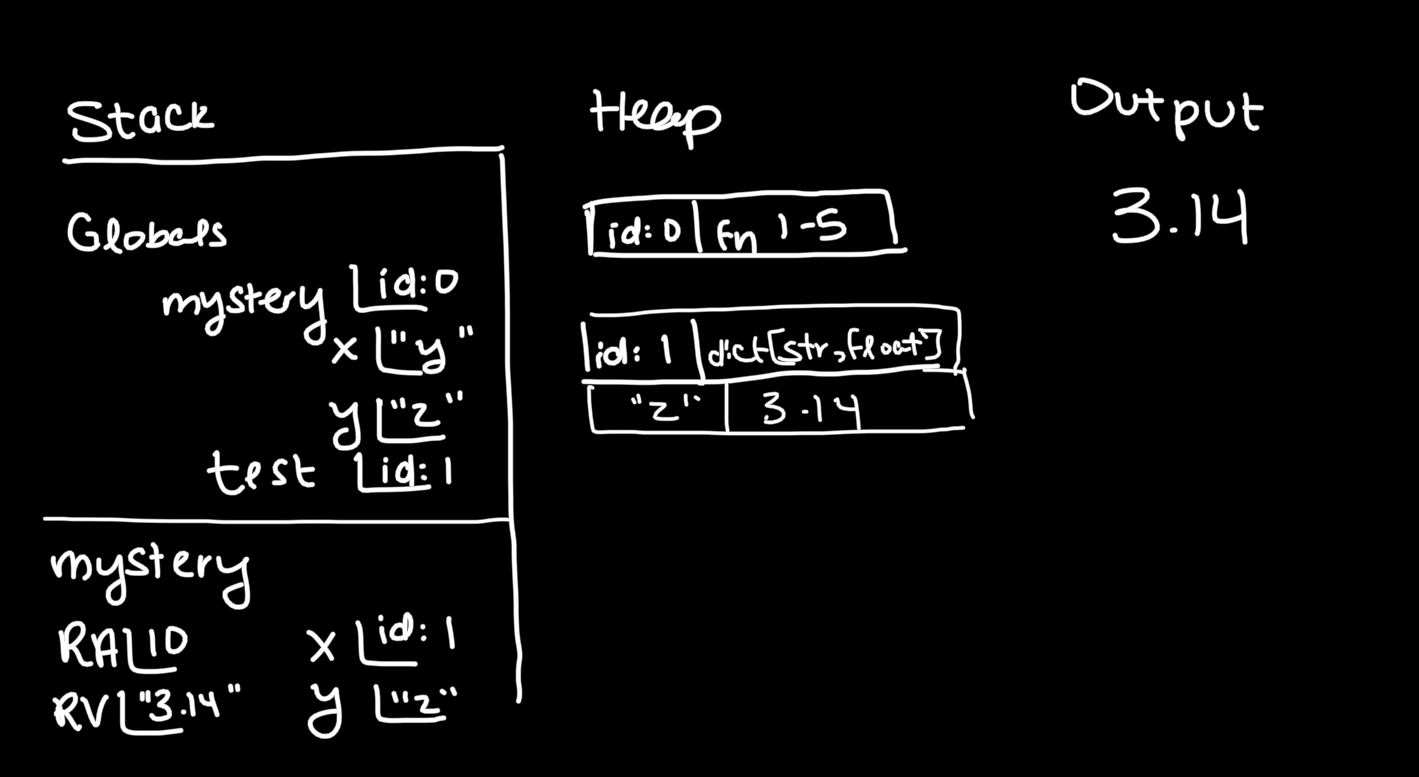 Stack
Globals
mystery id:0
x "y"
y "z"
test id:1
mystery
RA 10
RV "3.14"
x id:1
y "z"
Heap
id:0 fn 1-5
id:1 dict[str,float]
"z" 3.14
Output
3.14